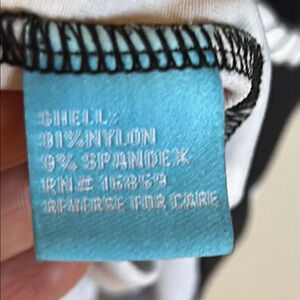 SHELL:
91%NYLON
9% SPANDEX
RN# 16859
REVERSE FOR CARE